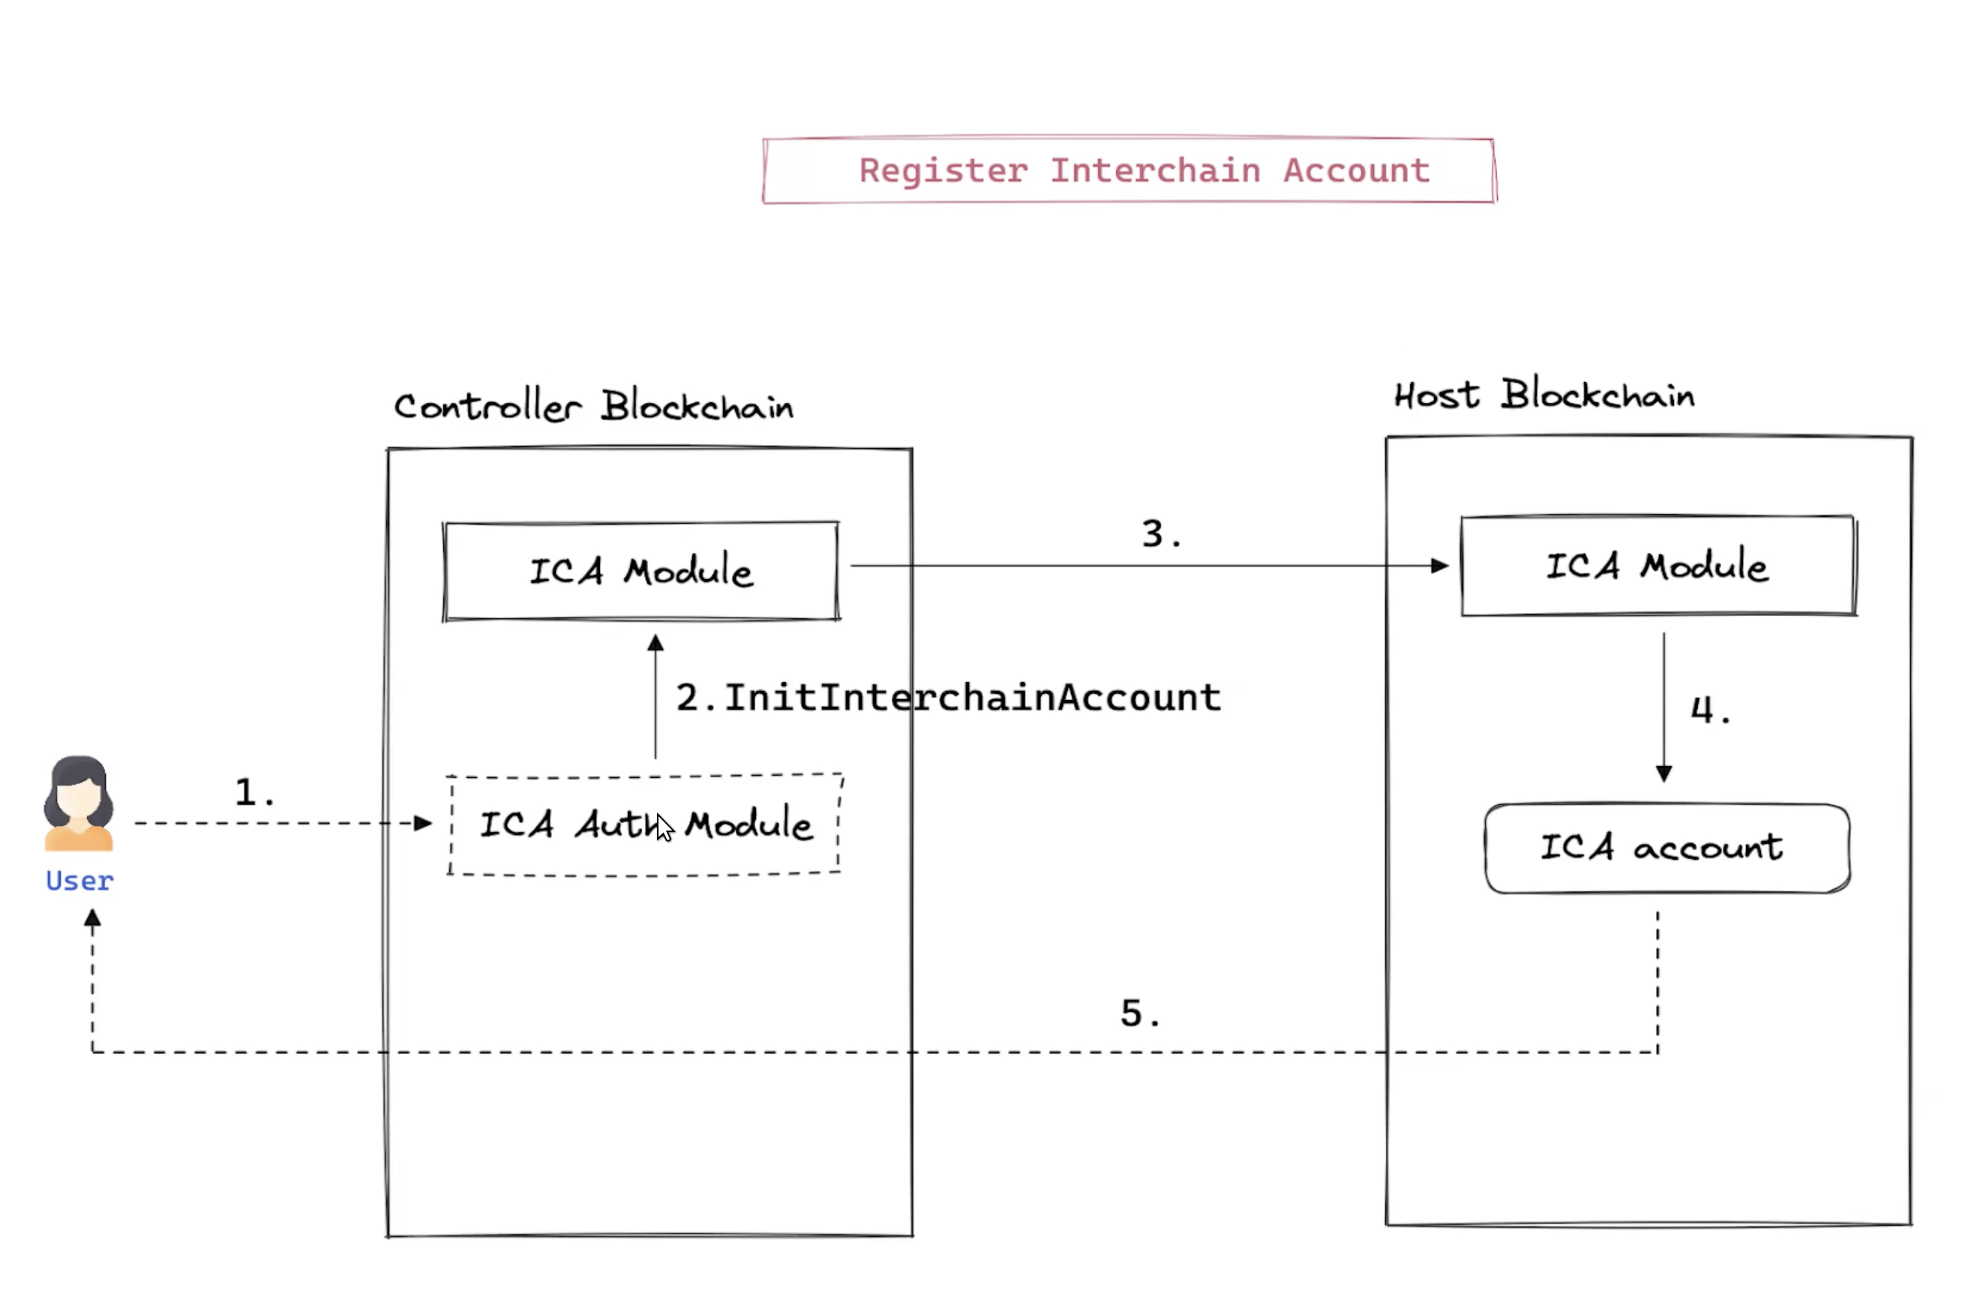 Register Interchain Account
Controller Blockchain
Host Blockchain
ICA Module
3.
ICA Module
2.InitInterchainAccount
4.
1.
ICA Auth Module
ICA account
User
5.